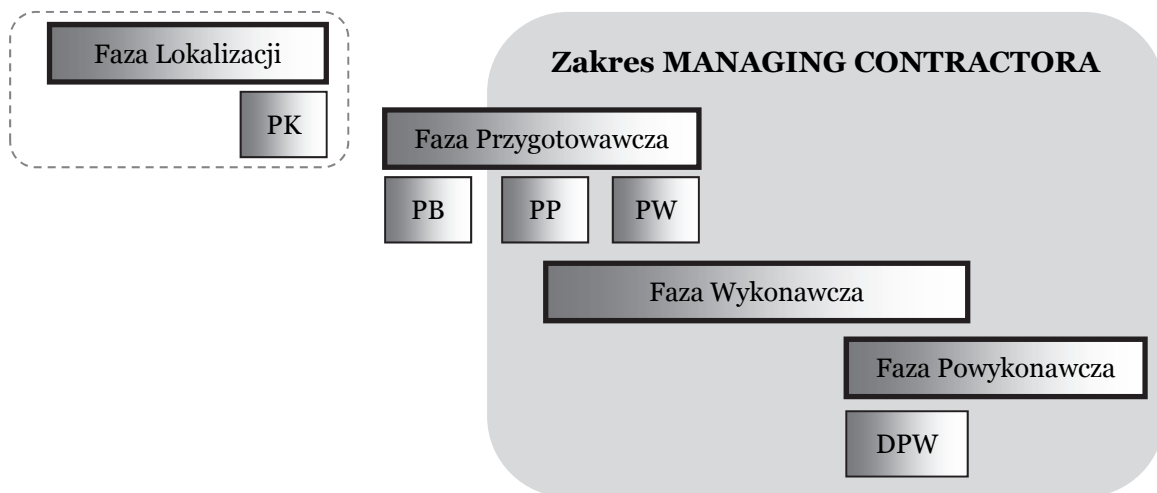 Faza Lokalizacji
Zakres MANAGING CONTRACTORA
PK
Faza Przygotowawcza
PB
PP
PW
Faza Wykonawcza
Faza Powykonawcza
DPW